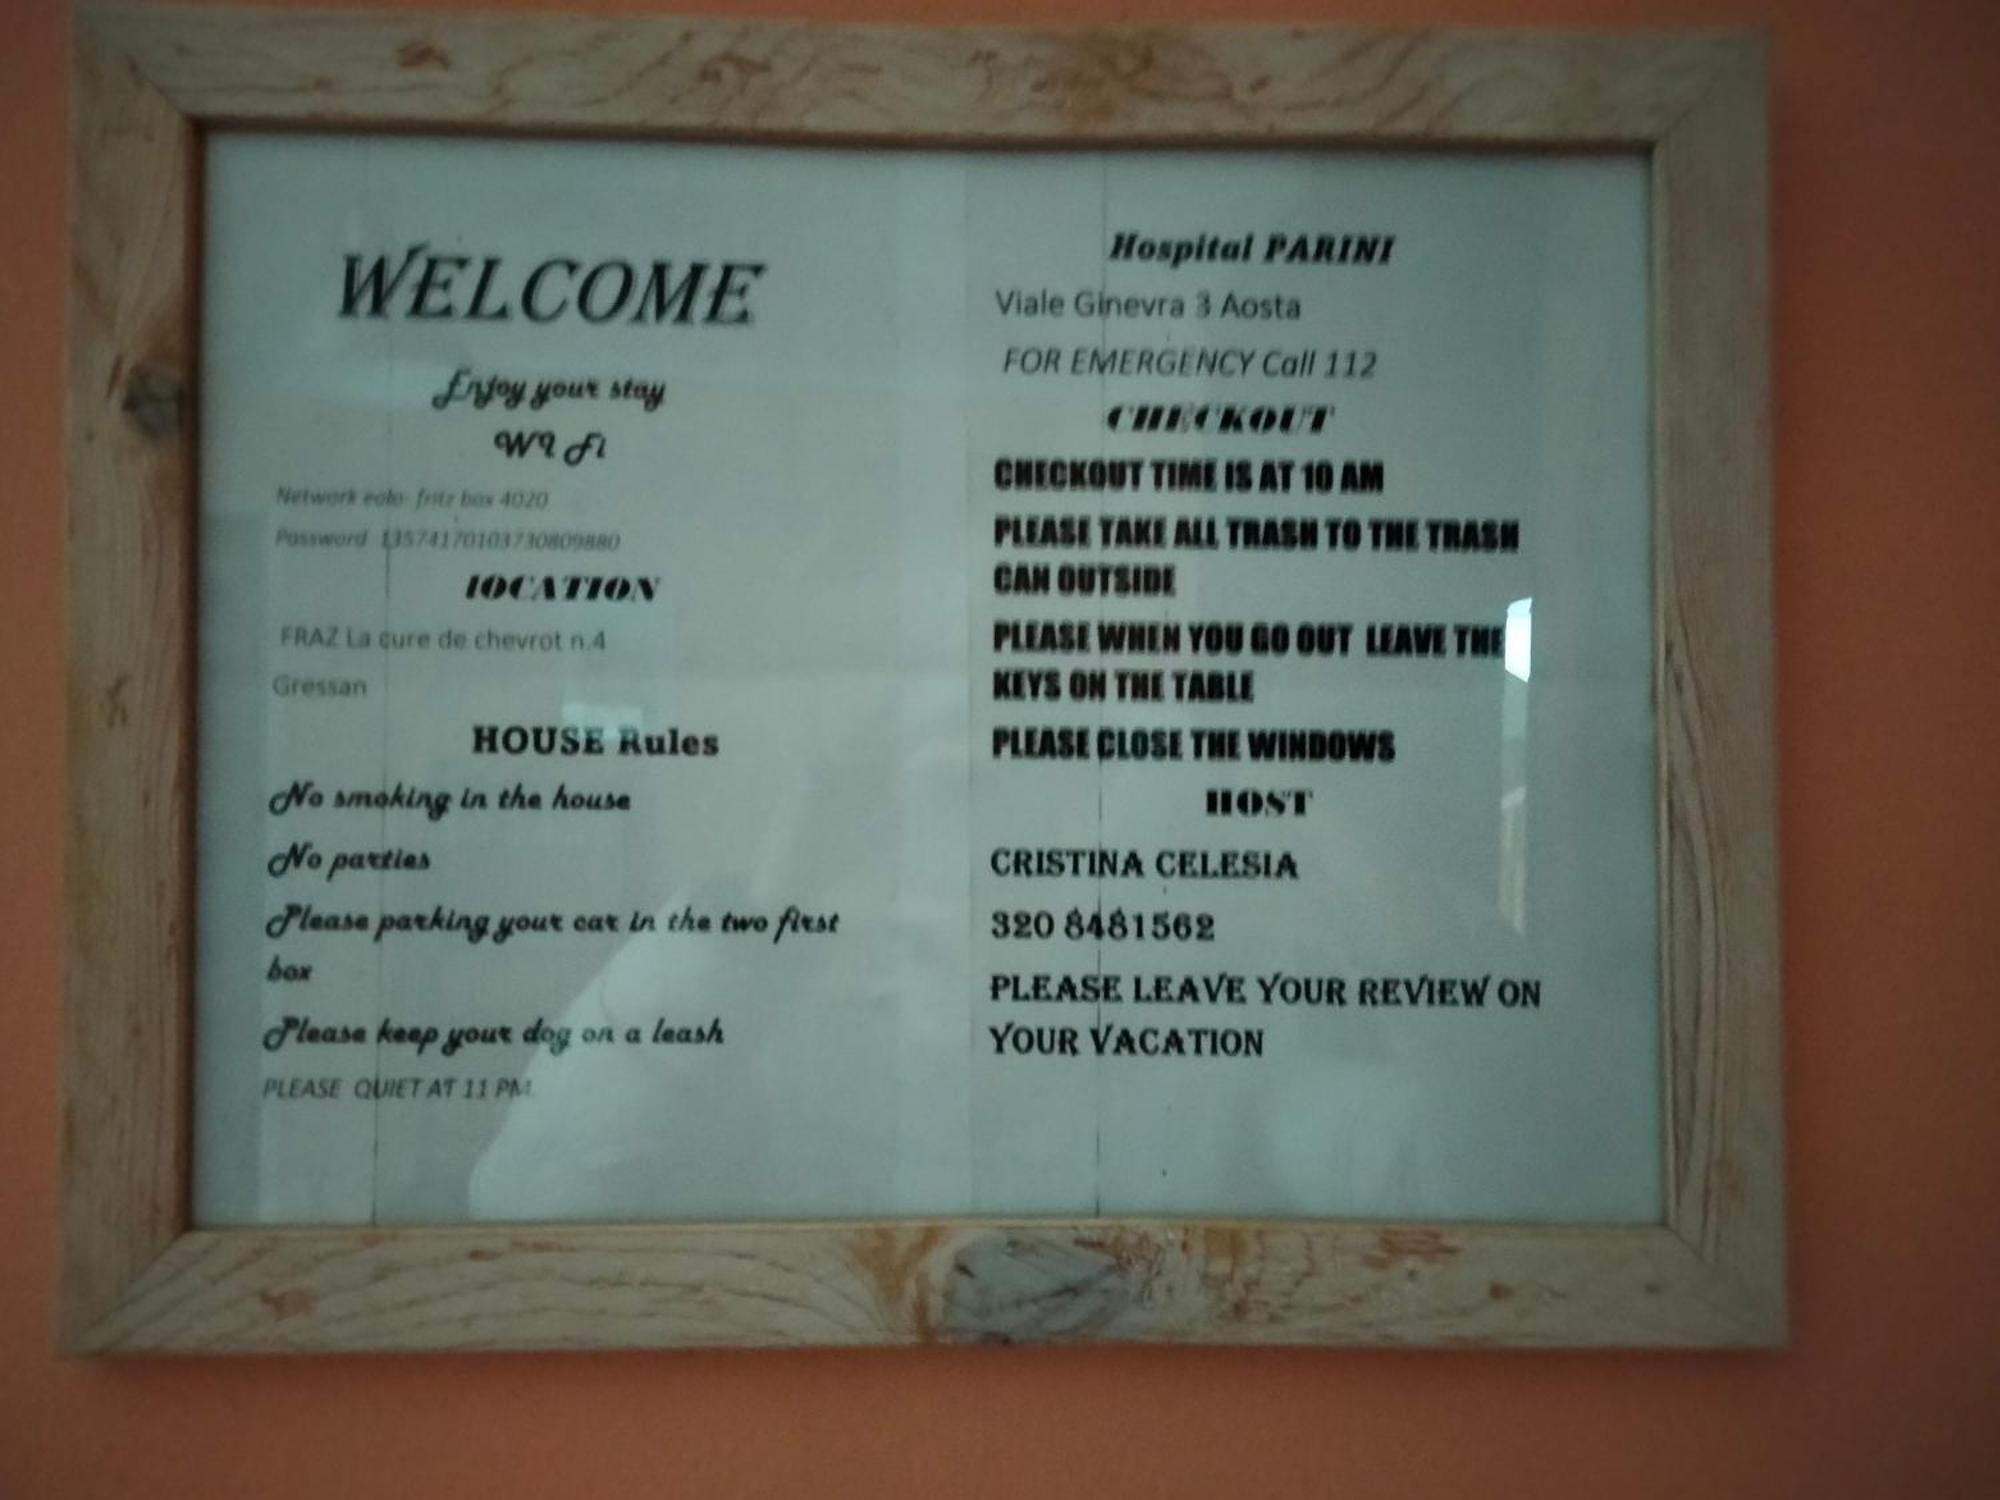 WELCOME
Enjoy your stay
WI Fi
Network eolo- fritz box 4020
Password 13574170103730809880
lOCATION
FRAZ La cure de chevrot n.4
Gressan
HOUSE Rules
No smoking in the house
No parties
Please parking your car in the two first
box
Please keep your dog on a leash
PLEASE QUIET AT 11 PM.
Hospital PARINI
Viale Ginevra 3 Aosta
FOR EMERGENCY Call 112
CHECKOUT
CHECKOUT TIME IS AT 10 AM
PLEASE TAKE ALL TRASH TO THE TRASH
CAN OUTSIDE
PLEASE WHEN YOU GO OUT LEAVE THE
KEYS ON THE TABLE
PLEASE CLOSE THE WINDOWS
HOST
CRISTINA CELESIA
320 8481562
PLEASE LEAVE YOUR REVIEW ON
YOUR VACATION